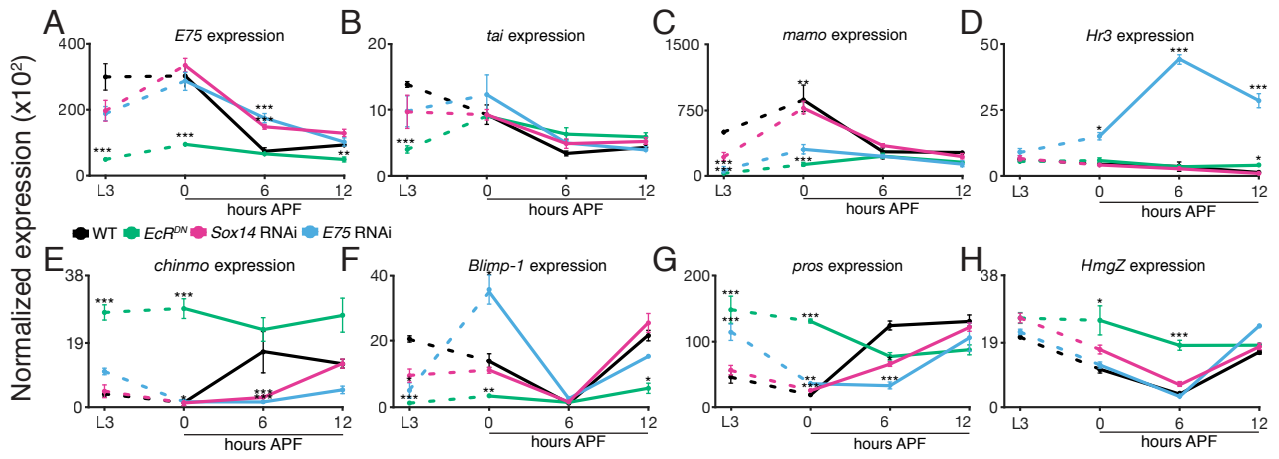 A
E75 expression
B
tai expression
C
mamo expression
D
Hr3 expression
Normalized expression (x10²)
400
200
0
***
***
***
***
**
L3
0
6
12
hours APF
20
10
0
***
L3
0
6
12
hours APF
1500
750
0
**
***
***
***
L3
0
6
12
hours APF
50
25
0
*
***
***
*
L3
0
6
12
hours APF
WT EcRᴰᴺ Sox14 RNAi E75 RNAi
E
chinmo expression
F
Blimp-1 expression
G
pros expression
H
HmgZ expression
38
19
0
***
***
*
***
L3
0
6
12
hours APF
40
20
0
*
*
***
**
*
L3
0
6
12
hours APF
200
100
0
***
***
***
***
*
***
L3
0
6
12
hours APF
38
19
0
*
***
L3
0
6
12
hours APF